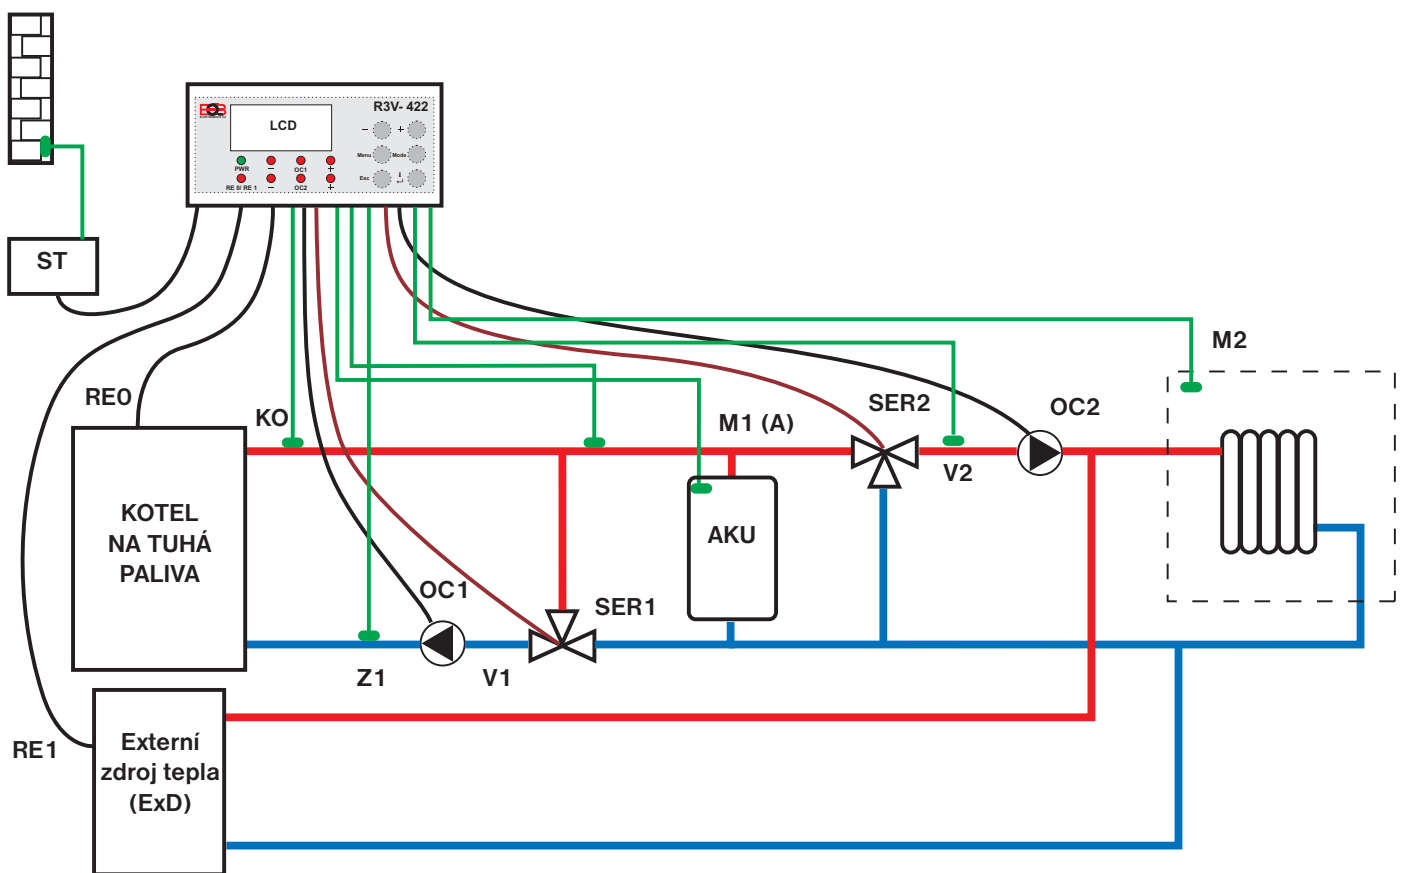 R3V- 422
LCD
−
+
Menu
Mode
PWR
−
OC1
+
Esc
RE 0/ RE 1
−
OC2
+
ST
M2
RE0
KO
SER2
OC2
M1 (A)
V2
KOTEL
NA TUHÁ
PALIVA
AKU
OC1
SER1
Z1
V1
RE1
Externí
zdroj tepla
(ExD)